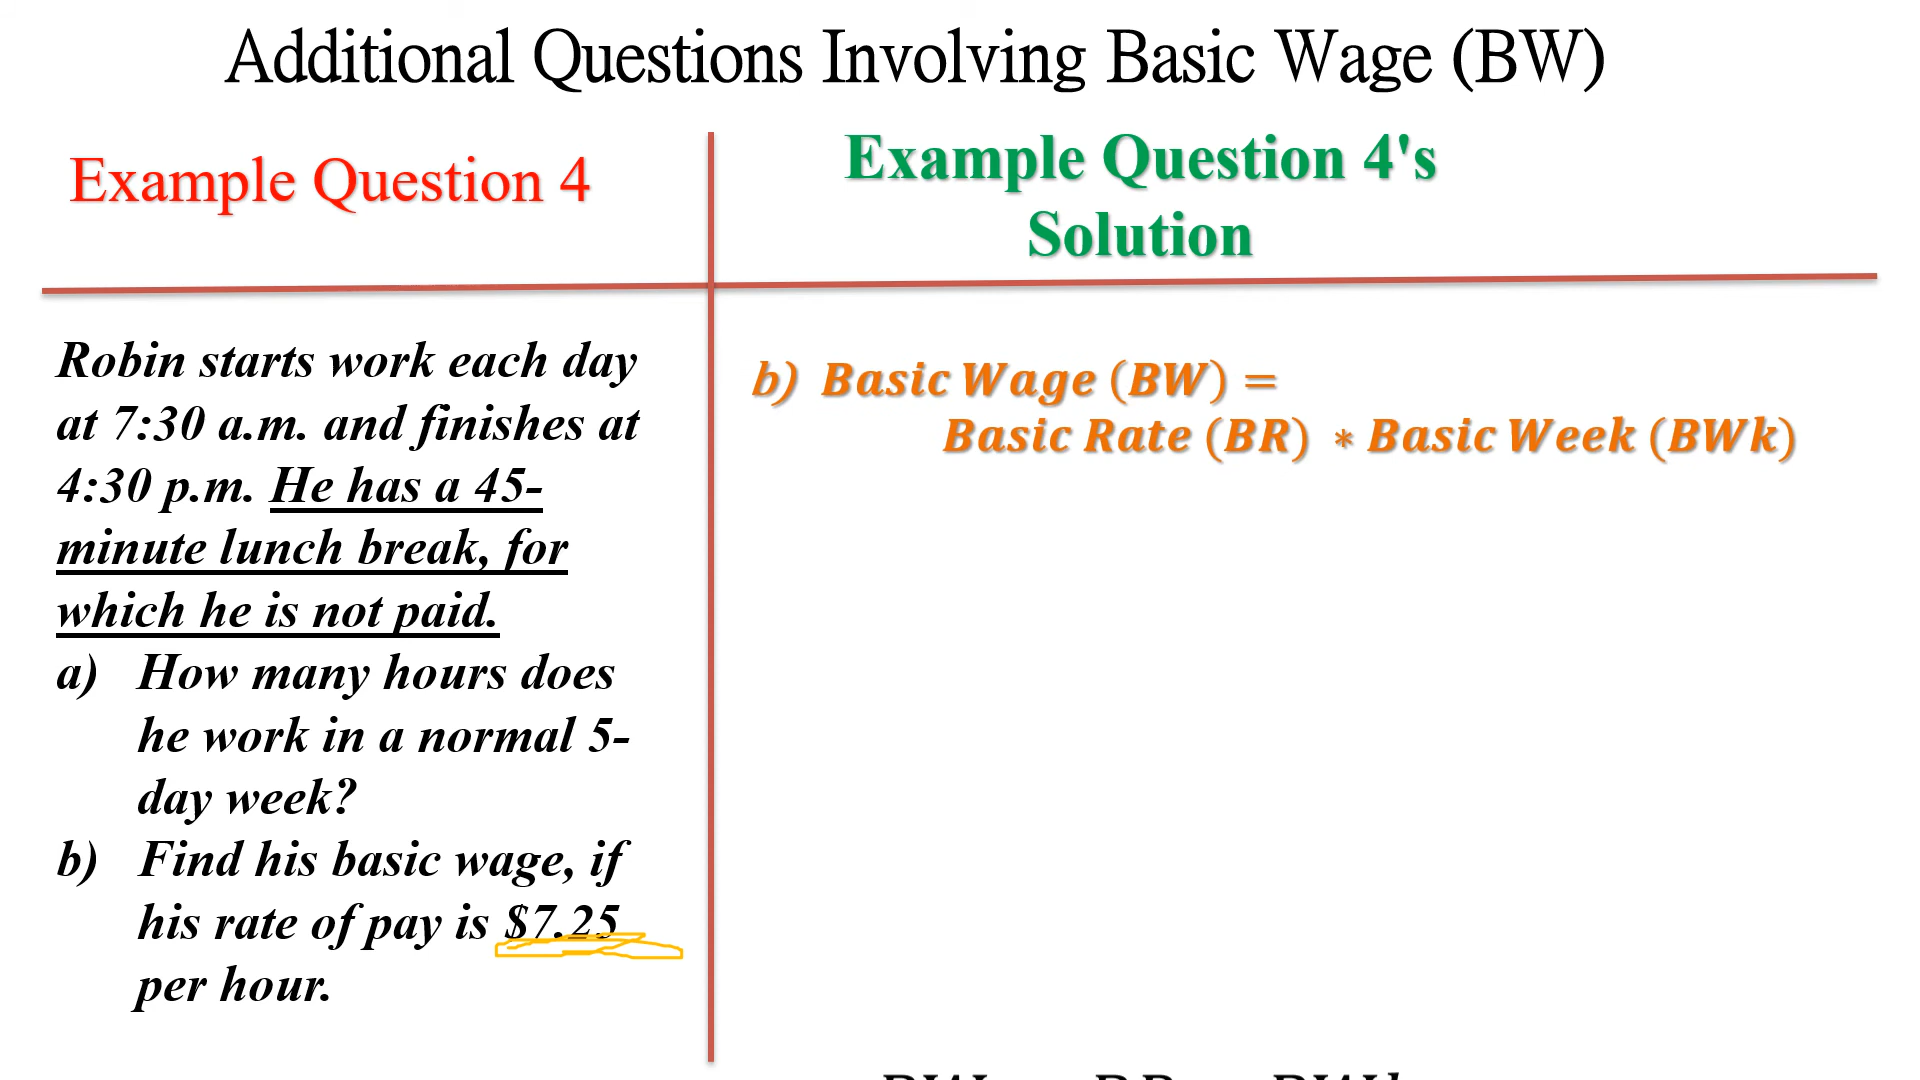 Additional Questions Involving Basic Wage (BW)
Example Question 4
Example Question 4's
Solution
Robin starts work each day
at 7:30 a.m. and finishes at
4:30 p.m. He has a 45-
minute lunch break, for
which he is not paid.
a) How many hours does
he work in a normal 5-
day week?
b) Find his basic wage, if
his rate of pay is $7.25
per hour.
b) Basic Wage (BW) =
Basic Rate (BR) * Basic Week (BWk)